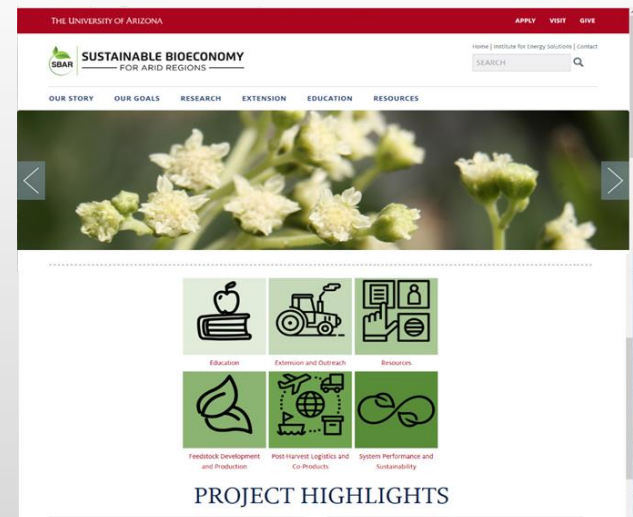 THE UNIVERSITY OF ARIZONA
APPLY VISIT GIVE
Home | Institute for Energy Solutions | Contact
SBAR
SUSTAINABLE BIOECONOMY
FOR ARID REGIONS
SEARCH
OUR STORY OUR GOALS RESEARCH EXTENSION EDUCATION RESOURCES
Education Extension and Outreach Resources
Feedstock Development Post-Harvest Logistics and System Performance and
and Production Co-Products Sustainability
PROJECT HIGHLIGHTS